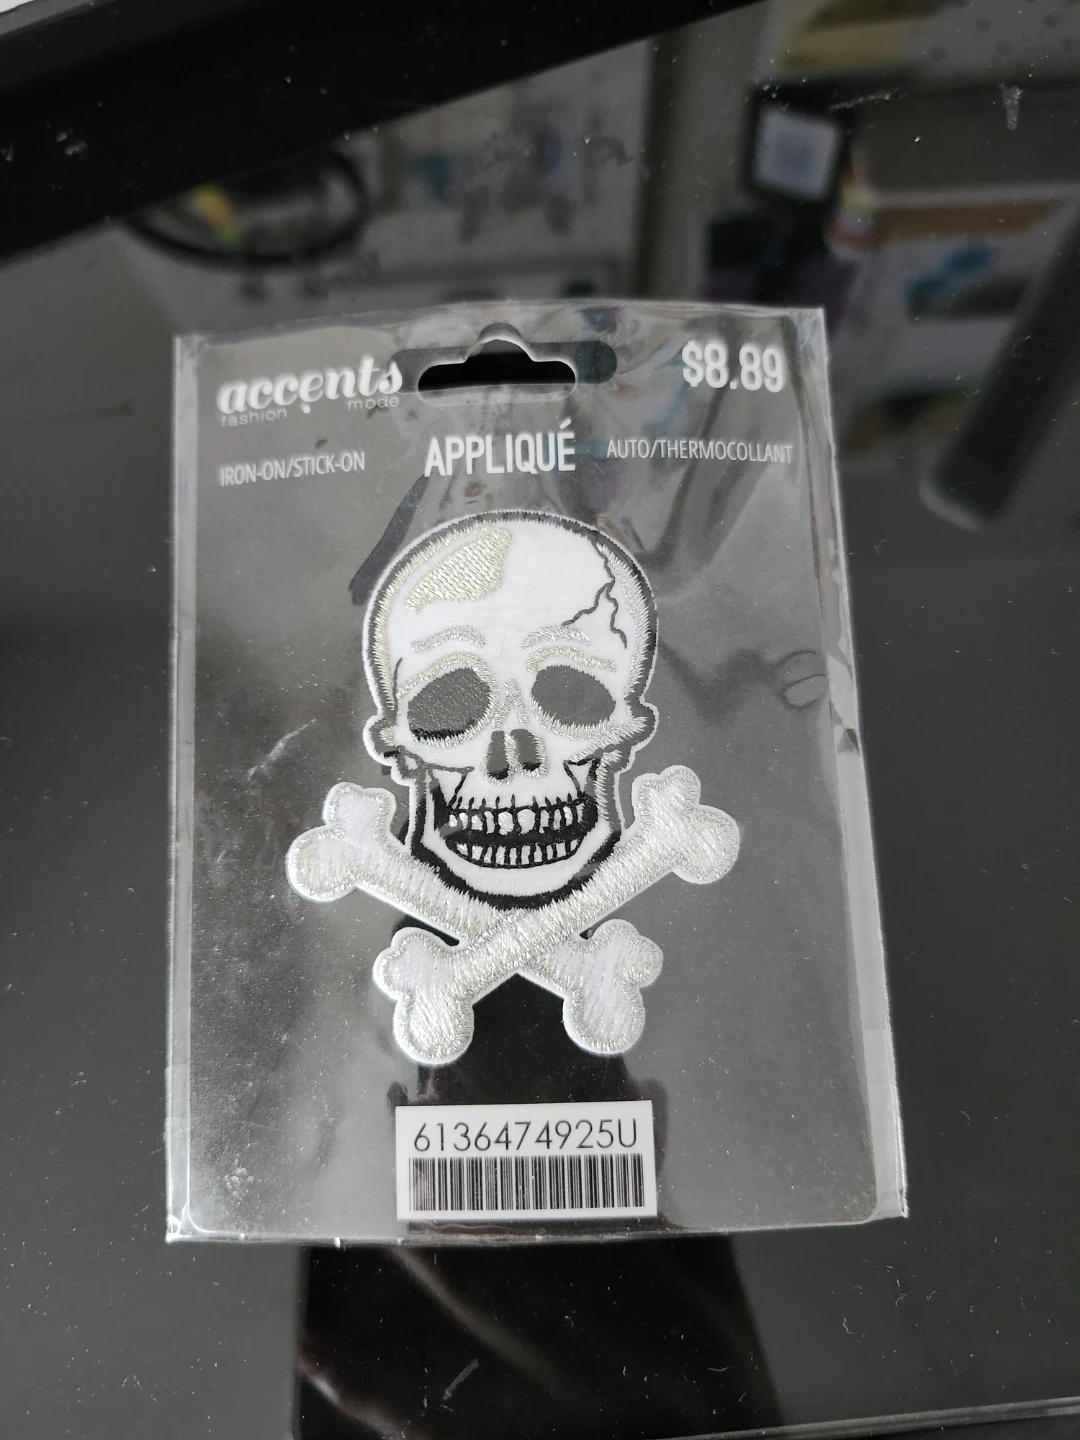 accents
fashion mode
$8.89
IRON-ON/STICK-ON
APPLIQUÉ
AUTO/THERMOCOLLANT
6136474925U